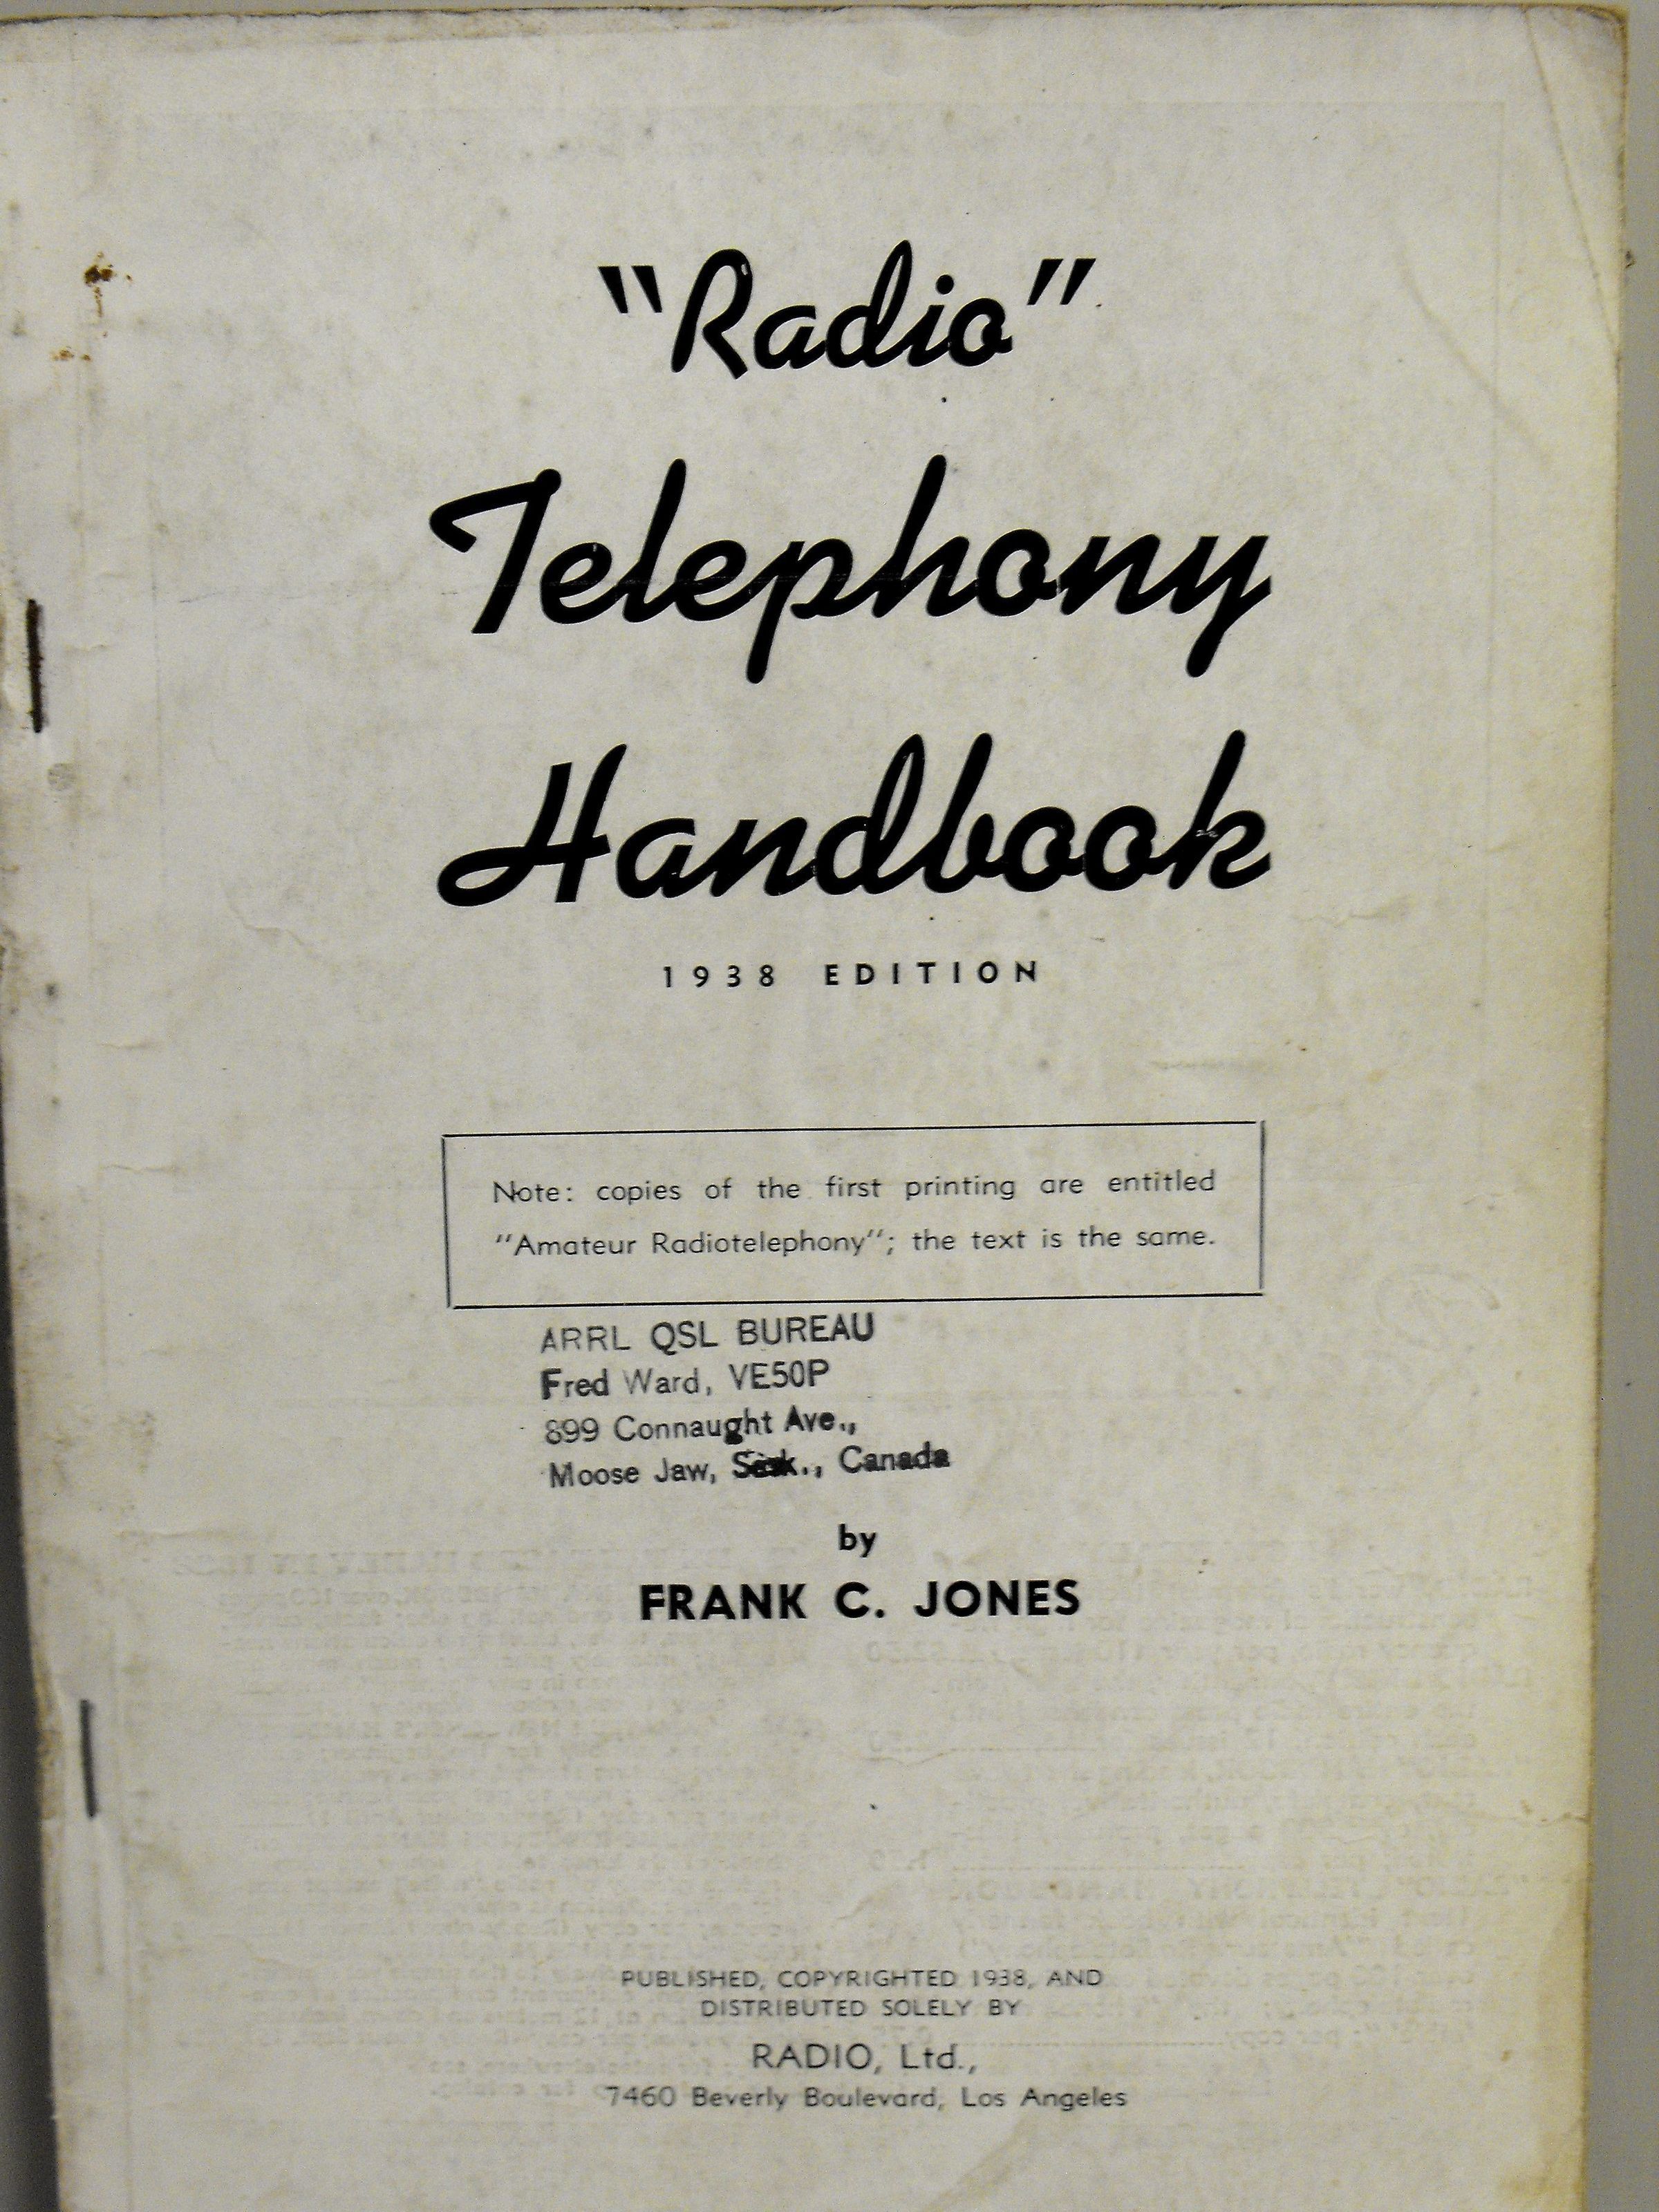 "Radio"
Telephony
Handbook
1938 EDITION
Note: copies of the first printing are entitled
"Amateur Radiotelephony"; the text is the same.
ARRL QSL BUREAU
Fred Ward, VE5OP
899 Connaught Ave.,
Moose Jaw, Sask., Canada
by
FRANK C. JONES
PUBLISHED, COPYRIGHTED 1938, AND
DISTRIBUTED SOLELY BY
RADIO, Ltd.,
7460 Beverly Boulevard, Los Angeles